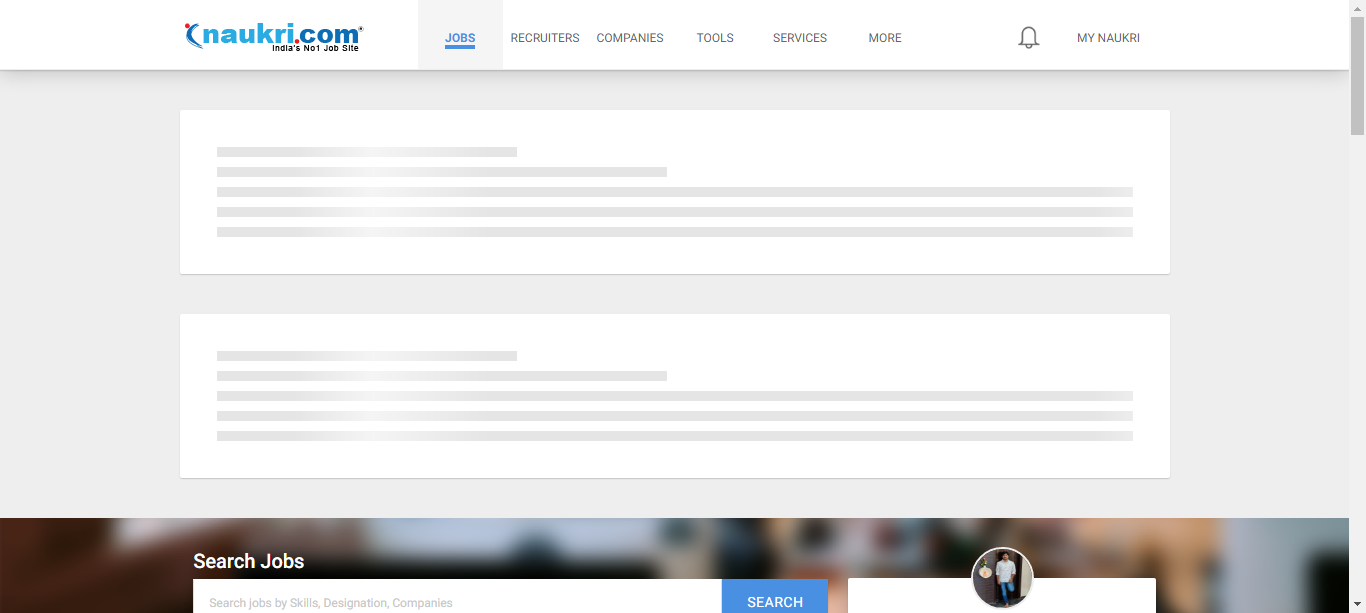 naukri.com
India's No1 Job Site
JOBS
RECRUITERS
COMPANIES
TOOLS
SERVICES
MORE
MY NAUKRI
Search Jobs
Search jobs by Skills, Designation, Companies
SEARCH